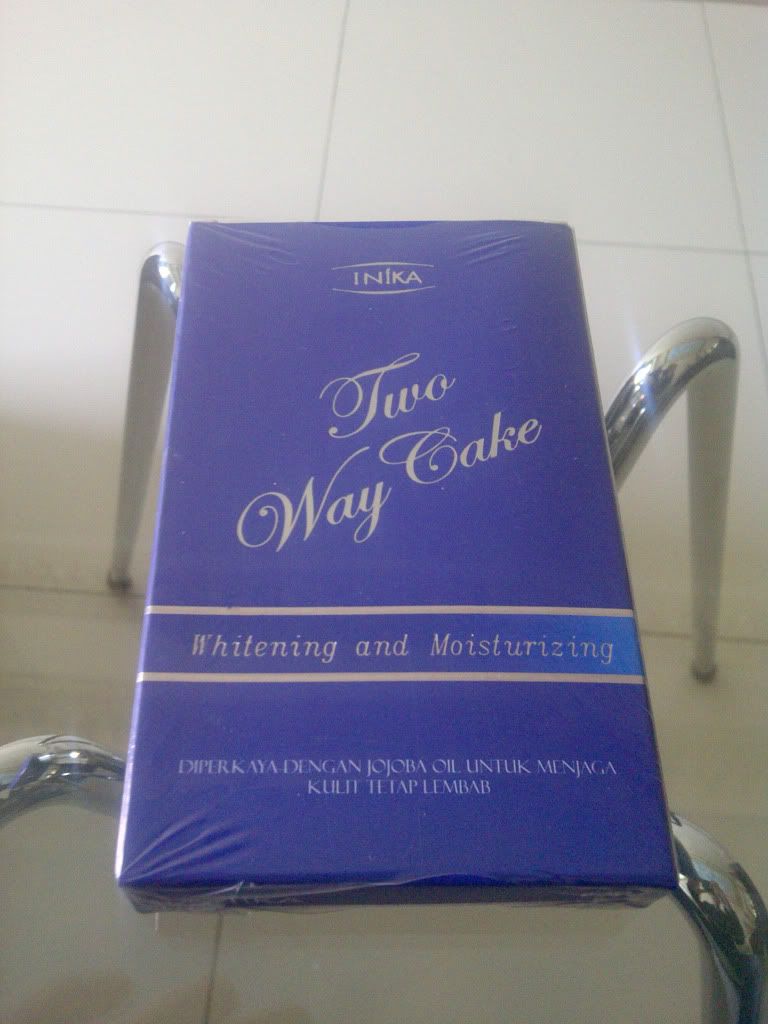 INIKA
Two
Way Cake
Whitening and Moisturizing
DIPERKAYA DENGAN JOJOBA OIL UNTUK MENJAGA
KULIT TETAP LEMBAB